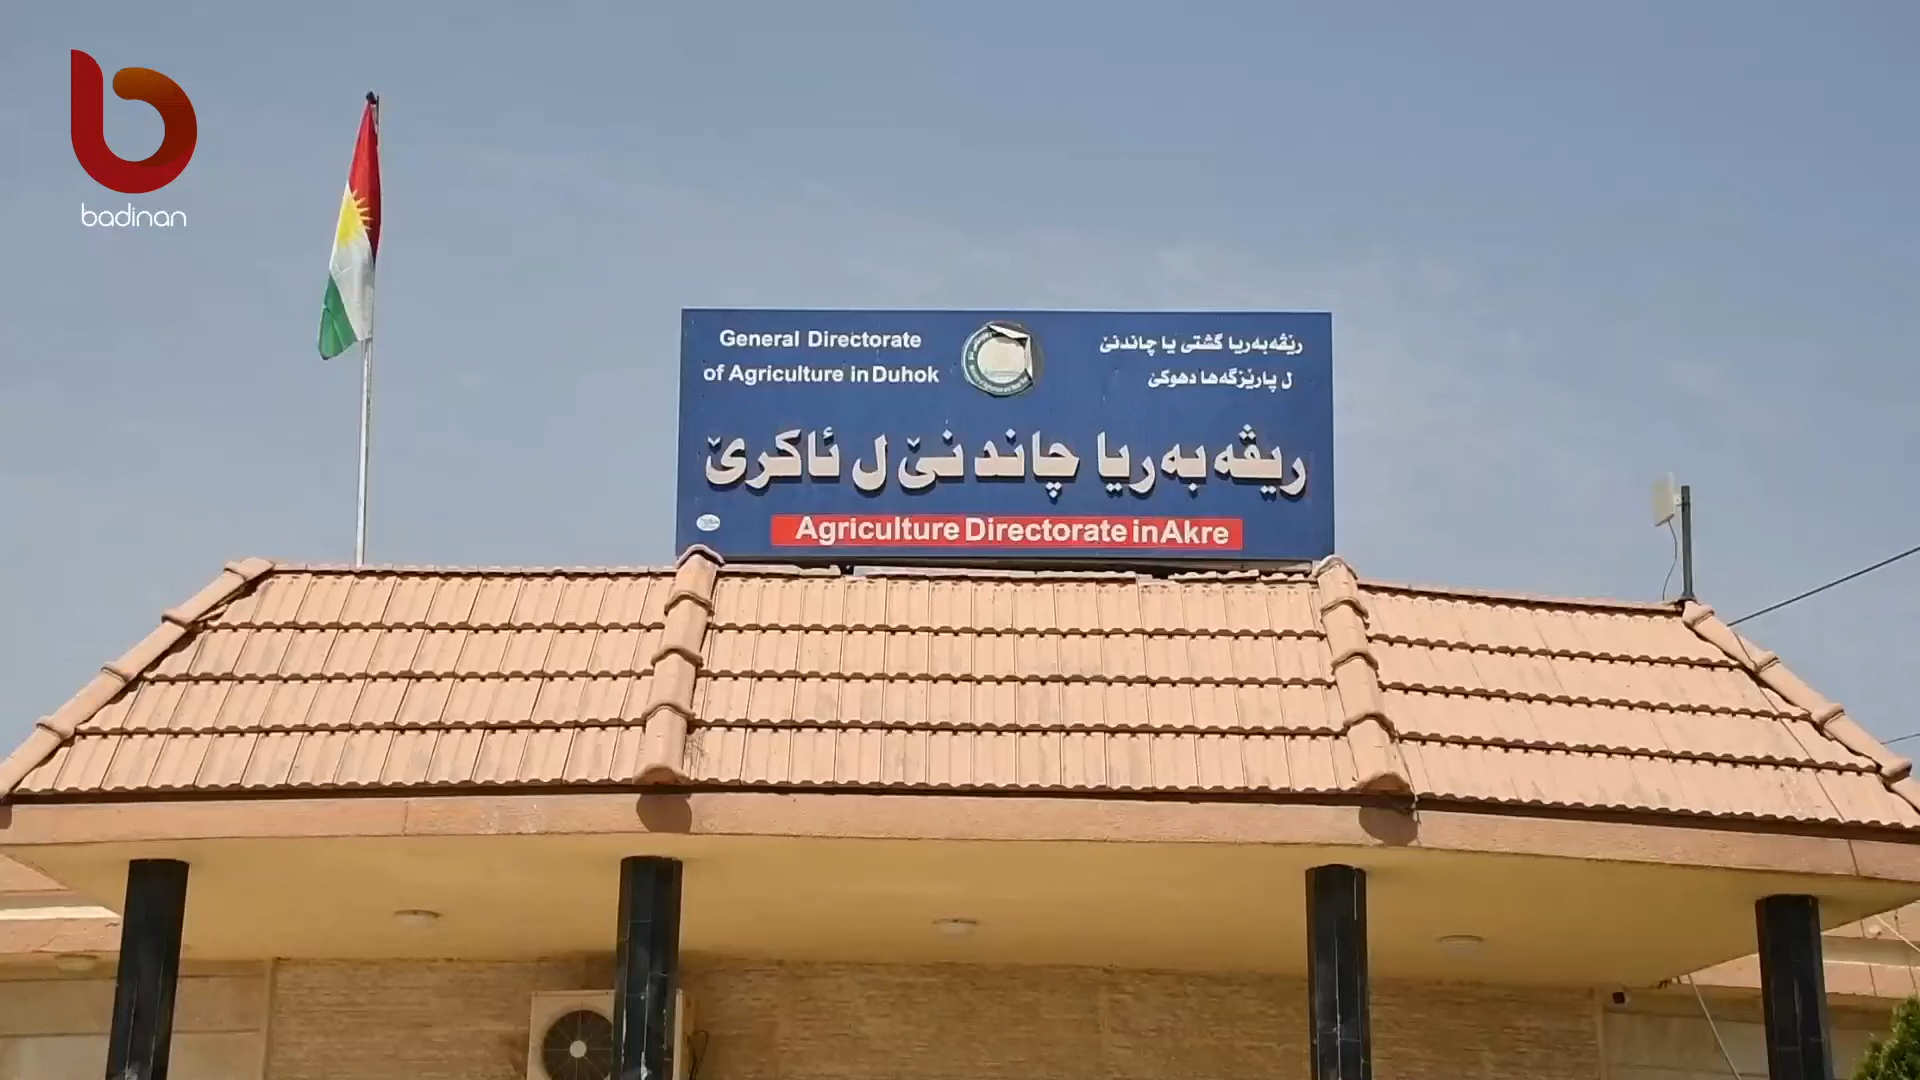 badinan
General Directorate
of Agriculture in Duhok
رێڤەبەریا گشتی یا چاندنێ
ل پارێزگەها دهوکێ
ریڤەبەریا چاندنێ ل ئاکرێ
Agriculture Directorate in Akre